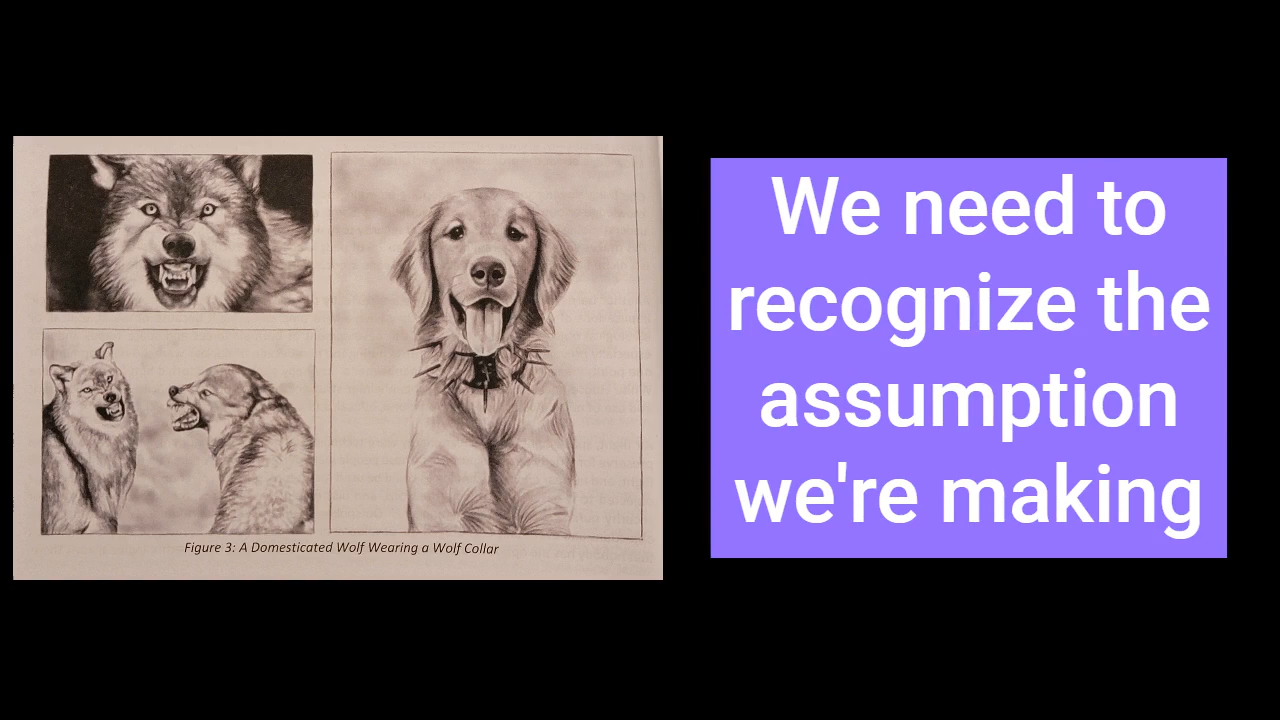 Figure 3: A Domesticated Wolf Wearing a Wolf Collar
We need to
recognize the
assumption
we're making